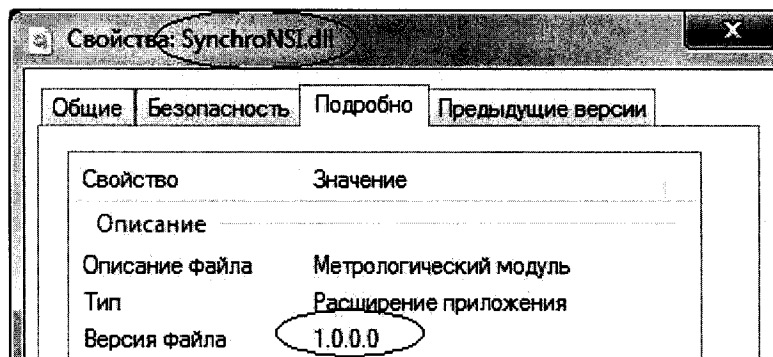 Свойства: SynchroNSI.dll
Общие Безопасность Подробно Предыдущие версии
Свойство Значение
Описание
Описание файла Метрологический модуль
Тип Расширение приложения
Версия файла 1.0.0.0